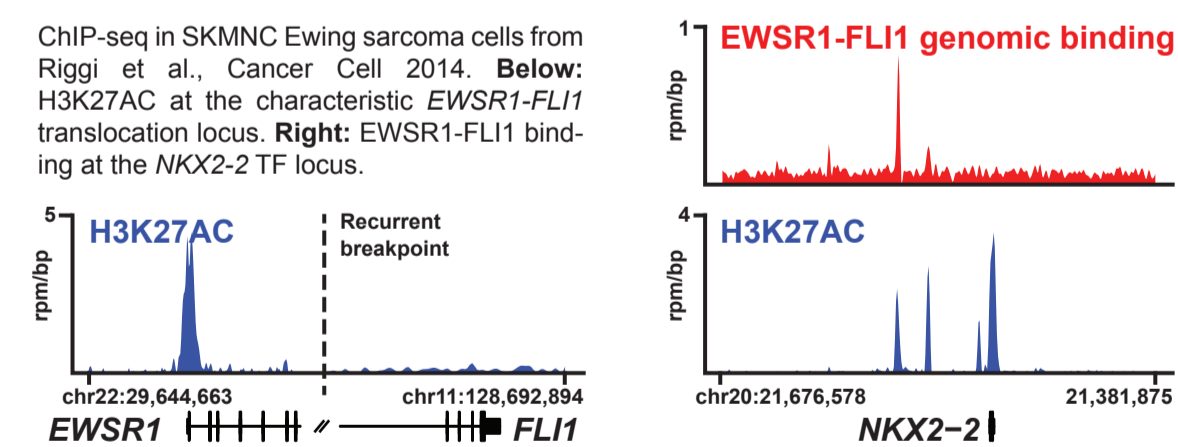 ChIP-seq in SKMNC Ewing sarcoma cells from
Riggi et al., Cancer Cell 2014. Below:
H3K27AC at the characteristic EWSR1-FLI1
translocation locus. Right: EWSR1-FLI1 bind-
ing at the NKX2-2 TF locus.
5
rpm/bp
H3K27AC
Recurrent
breakpoint
chr22:29,644,663
chr11:128,692,894
EWSR1
//
FLI1
1
rpm/bp
EWSR1-FLI1 genomic binding
4
rpm/bp
H3K27AC
chr20:21,676,578
21,381,875
NKX2−2